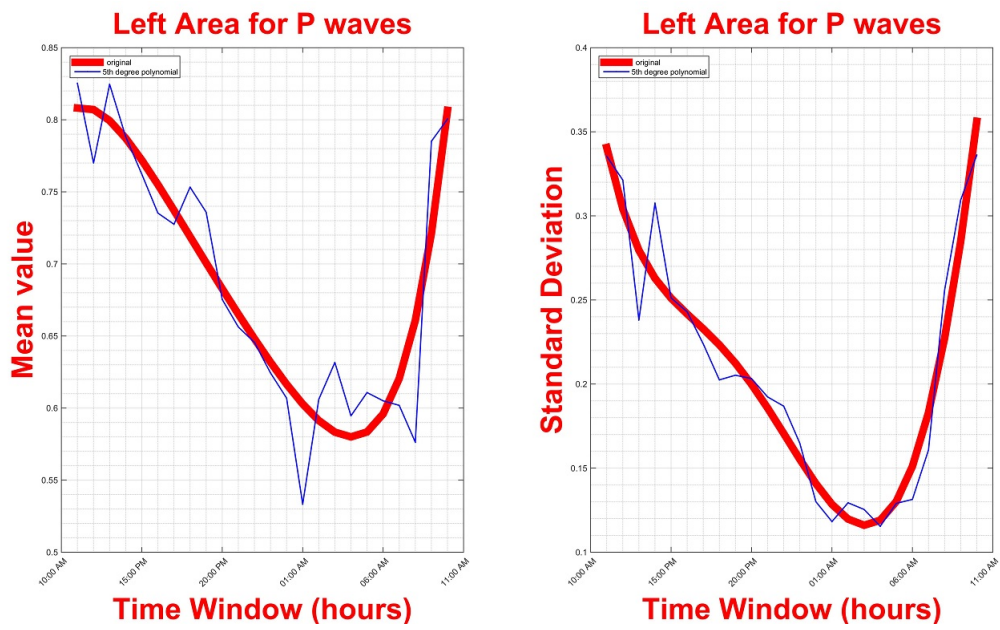 Left Area for P waves
original
5th degree polynomial
0.85
0.8
0.75
0.7
0.65
0.6
0.55
0.5
Mean value
10:00 AM
15:00 PM
20:00 PM
01:00 AM
06:00 AM
11:00 AM
Time Window (hours)
Left Area for P waves
original
5th degree polynomial
0.4
0.35
0.3
0.25
0.2
0.15
0.1
Standard Deviation
10:00 AM
15:00 PM
20:00 PM
01:00 AM
06:00 AM
11:00 AM
Time Window (hours)